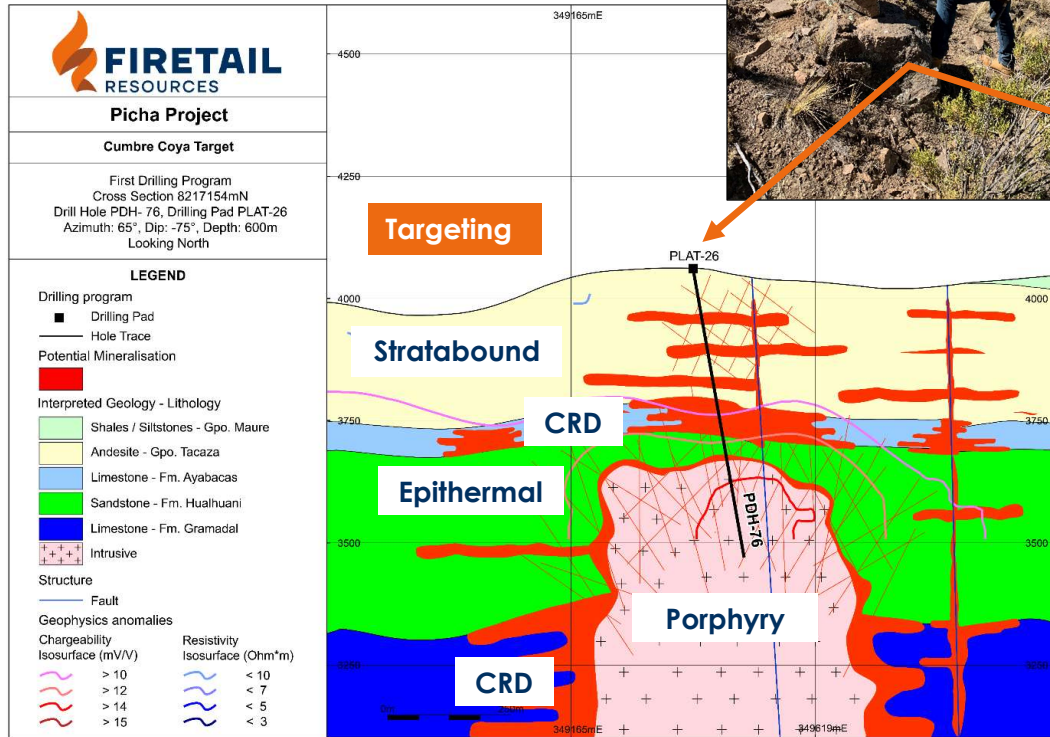 FIRETAIL
RESOURCES
Picha Project
Cumbre Coya Target
First Drilling Program
Cross Section 8217154mN
Drill Hole PDH- 76, Drilling Pad PLAT-26
Azimuth: 65°, Dip: -75°, Depth: 600m
Looking North
LEGEND
Drilling program
Drilling Pad
Hole Trace
Potential Mineralisation
Interpreted Geology - Lithology
Shales / Siltstones - Gpo. Maure
Andesite - Gpo. Tacaza
Limestone - Fm. Ayabacas
Sandstone - Fm. Hualhuani
Limestone - Fm. Gramadal
Intrusive
Structure
Fault
Geophysics anomalies
Chargeability Resistivity
Isosurface (mV/V) Isosurface (Ohm*m)
> 10 < 10
> 12 < 7
> 14 < 5
> 15 < 3
349165mE
4500
4250
Targeting
PLAT-26
4000 4000
Stratabound
3750 3750
CRD
Epithermal
PDH-76
3500 3500
Porphyry
3250
CRD
0m
349165mE 349619mE